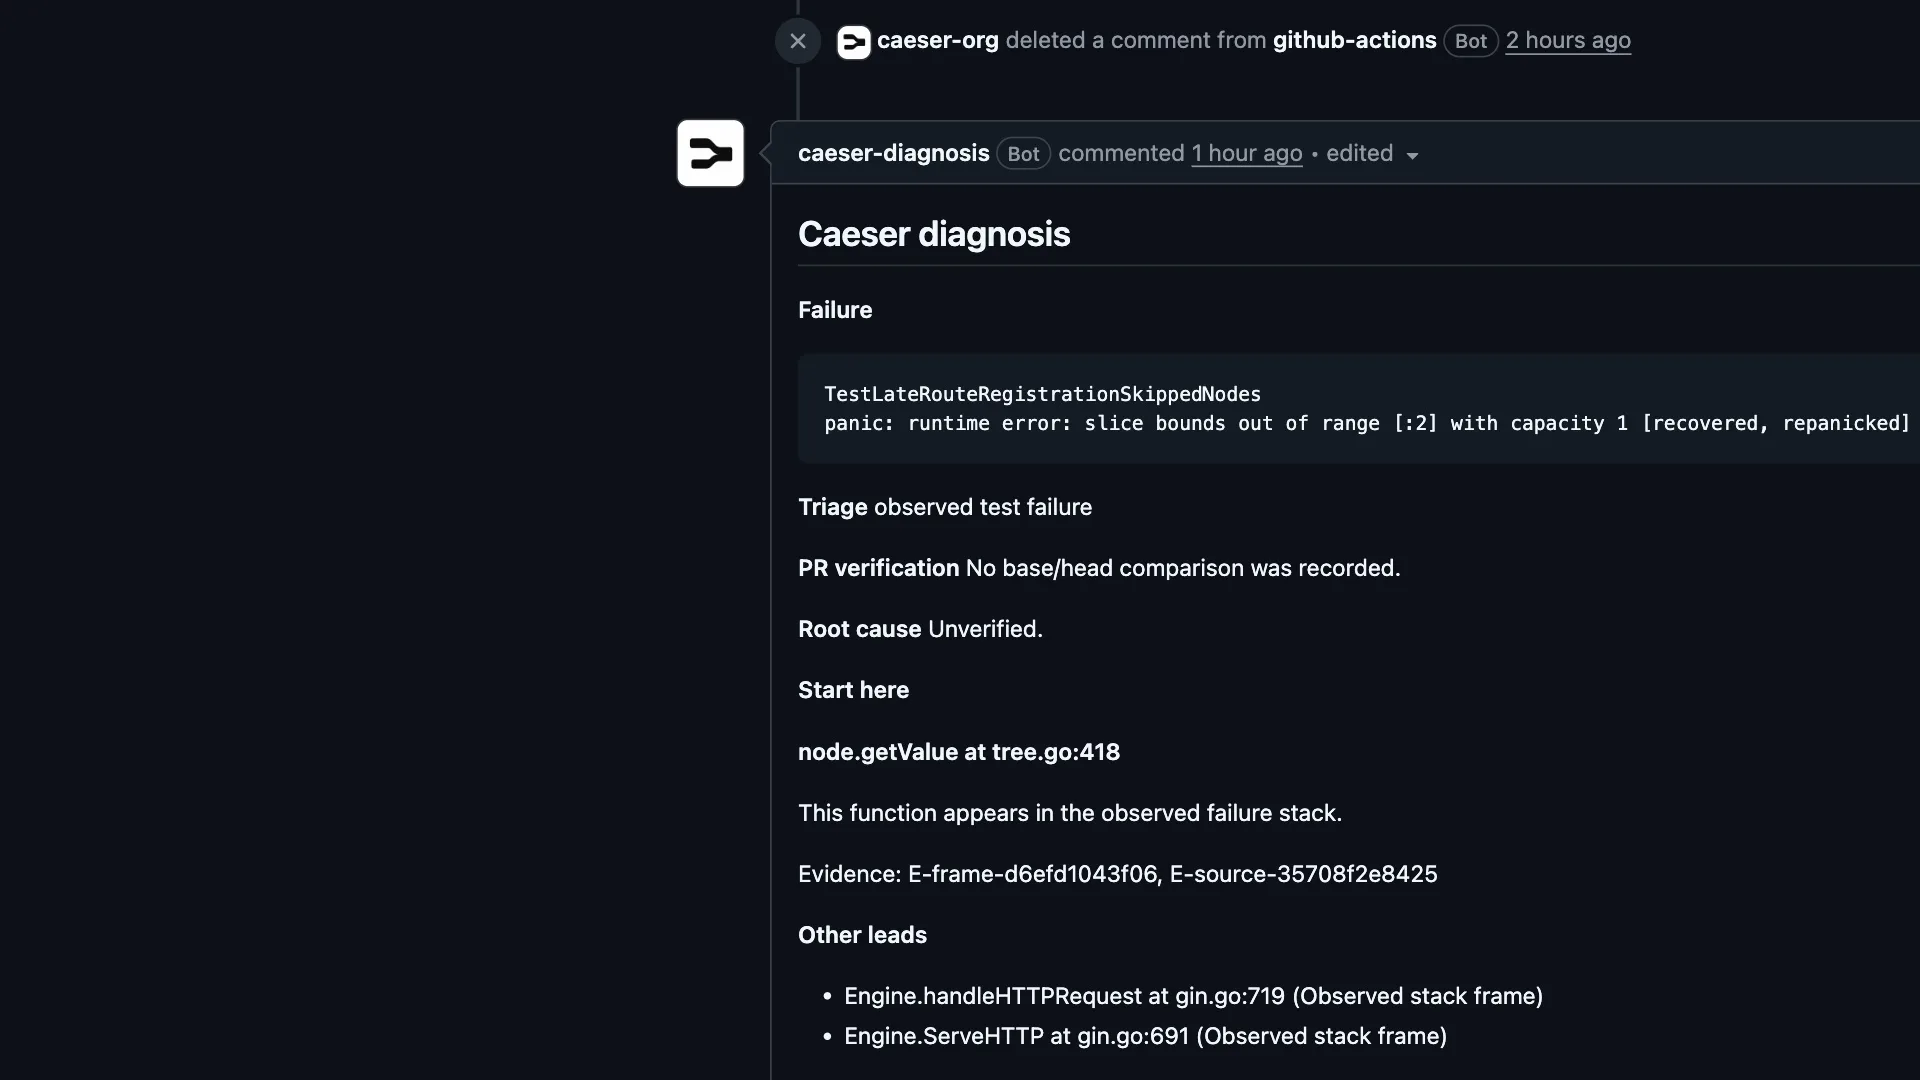 caeser-org deleted a comment from github-actions Bot 2 hours ago
caeser-diagnosis Bot commented 1 hour ago • edited
Caeser diagnosis
Failure
TestLateRouteRegistrationSkippedNodes
panic: runtime error: slice bounds out of range [:2] with capacity 1 [recovered, repanicked]
Triage observed test failure
PR verification No base/head comparison was recorded.
Root cause Unverified.
Start here
node.getValue at tree.go:418
This function appears in the observed failure stack.
Evidence: E-frame-d6efd1043f06, E-source-35708f2e8425
Other leads
• Engine.handleHTTPRequest at gin.go:719 (Observed stack frame)
• Engine.ServeHTTP at gin.go:691 (Observed stack frame)